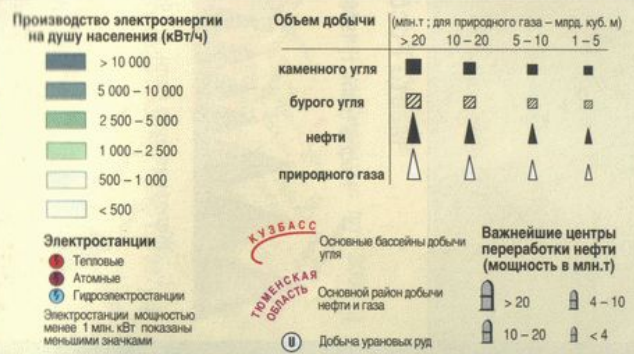 Производство электроэнергии
на душу населения (кВт/ч)
> 10 000
5 000 – 10 000
2 500 – 5 000
1 000 – 2 500
500 – 1 000
< 500
Электростанции
Тепловые
Атомные
Гидроэлектростанции
Электростанции мощностью
менее 1 млн. кВт показаны
меньшими значками
Объем добычи (млн.т ; для природного газа – млрд. куб. м)
> 20 10 – 20 5 – 10 1 – 5
каменного угля
бурого угля
нефти
природного газа
КУЗБАСС
Основные бассейны добычи
угля
ТЮМЕНСКАЯ
ОБЛАСТЬ
Основной район добычи
нефти и газа
U Добыча урановых руд
Важнейшие центры
переработки нефти
(мощность в млн.т)
> 20 4 – 10
10 – 20 < 4